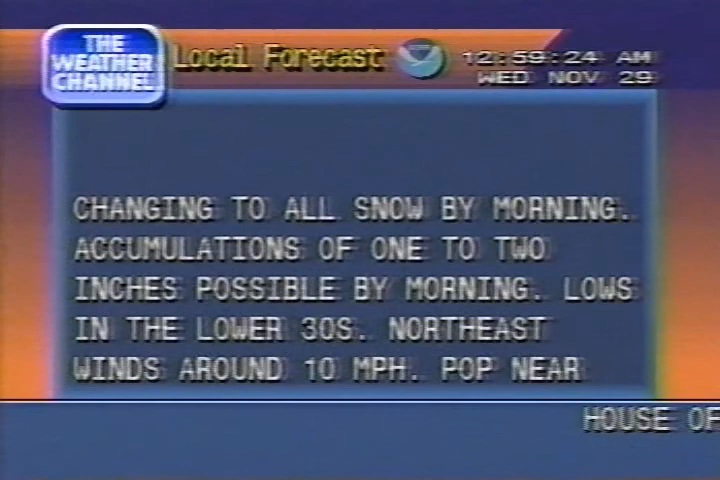 THE
WEATHER
CHANNEL
Local Forecast
12:59:24 AM
WED NOV 29
CHANGING TO ALL SNOW BY MORNING.
ACCUMULATIONS OF ONE TO TWO
INCHES POSSIBLE BY MORNING. LOWS
IN THE LOWER 30S. NORTHEAST
WINDS AROUND 10 MPH. POP NEAR
HOUSE OF